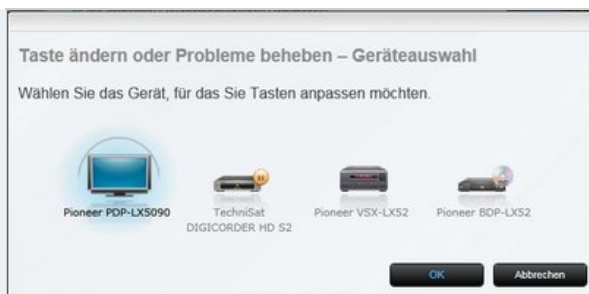 Taste ändern oder Probleme beheben – Geräteauswahl
Wählen Sie das Gerät, für das Sie Tasten anpassen möchten.
Pioneer PDP-LX5090
TechniSat
DIGICORDER HD S2
Pioneer VSX-LX52
Pioneer BDP-LX52
OK
Abbrechen